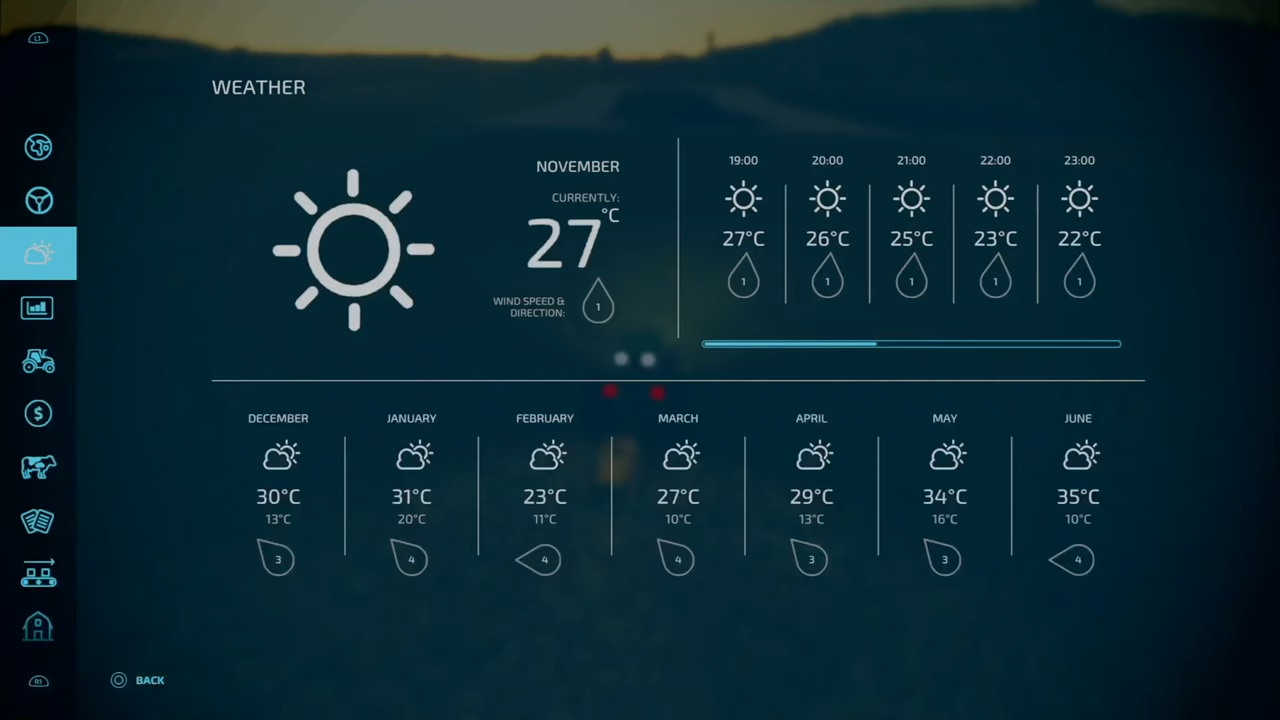 L1
WEATHER
NOVEMBER
CURRENTLY:
27°C
WIND SPEED &
DIRECTION:
1
19:00 20:00 21:00 22:00 23:00
27°C 26°C 25°C 23°C 22°C
1 1 1 1 1
DECEMBER JANUARY FEBRUARY MARCH APRIL MAY JUNE
30°C 31°C 23°C 27°C 29°C 34°C 35°C
13°C 20°C 11°C 10°C 13°C 16°C 10°C
3 4 4 4 3 3 4
$
R1
BACK